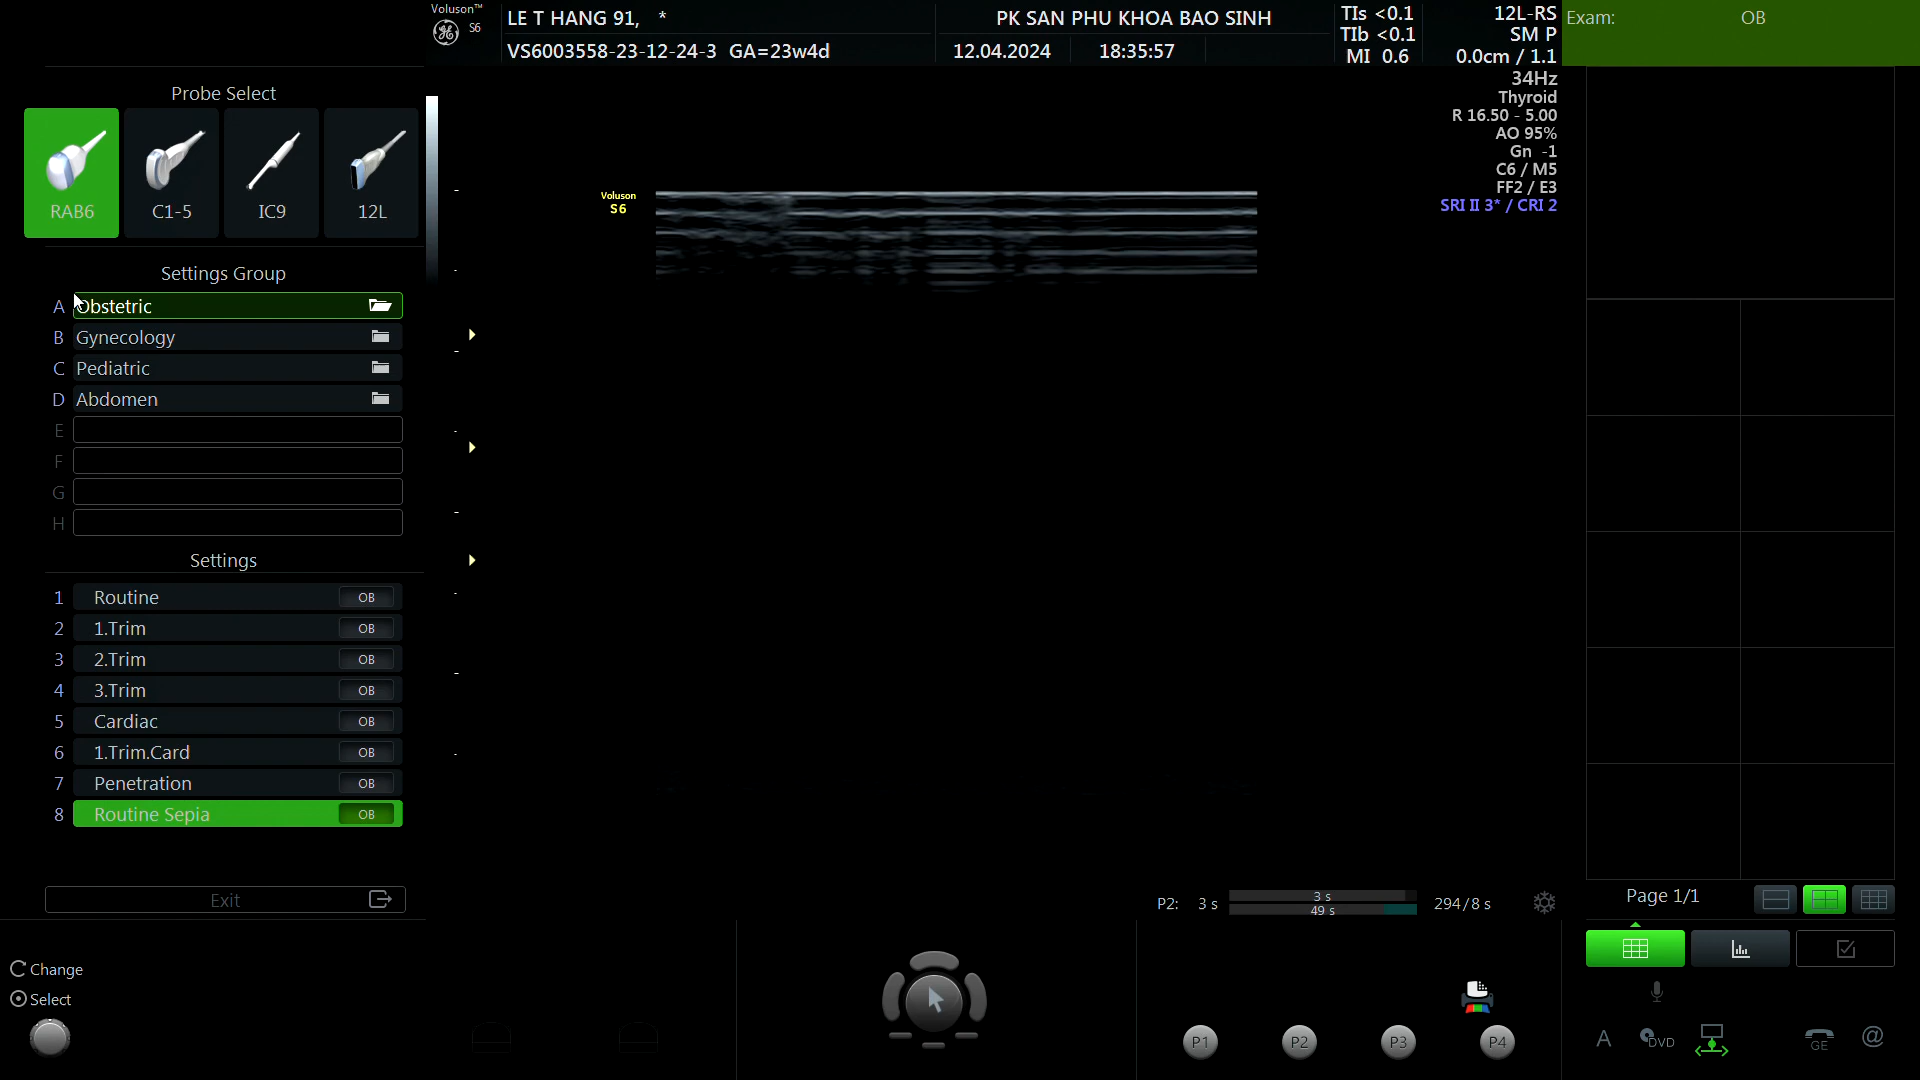 Voluson™
S6
LE T HANG 91, *
PK SAN PHU KHOA BAO SINH
VS6003558-23-12-24-3 GA=23w4d
12.04.2024 18:35:57
TIs <0.1
TIb <0.1
MI 0.6
12L-RS
SM P
0.0cm / 1.1
Exam: OB
34Hz
Thyroid
R 16.50 - 5.00
AO 95%
Gn -1
C6 / M5
FF2 / E3
SRI II 3* / CRI 2
Probe Select
RAB6 C1-5 IC9 12L
Voluson
S6
Settings Group
A Obstetric
B Gynecology
C Pediatric
D Abdomen
E
F
G
H
Settings
1 Routine OB
2 1.Trim OB
3 2.Trim OB
4 3.Trim OB
5 Cardiac OB
6 1.Trim.Card OB
7 Penetration OB
8 Routine Sepia OB
Exit
P2: 3 s 3 s 294/8 s
49 s
Page 1/1
Change
Select
P1 P2 P3 P4
A DVD GE @